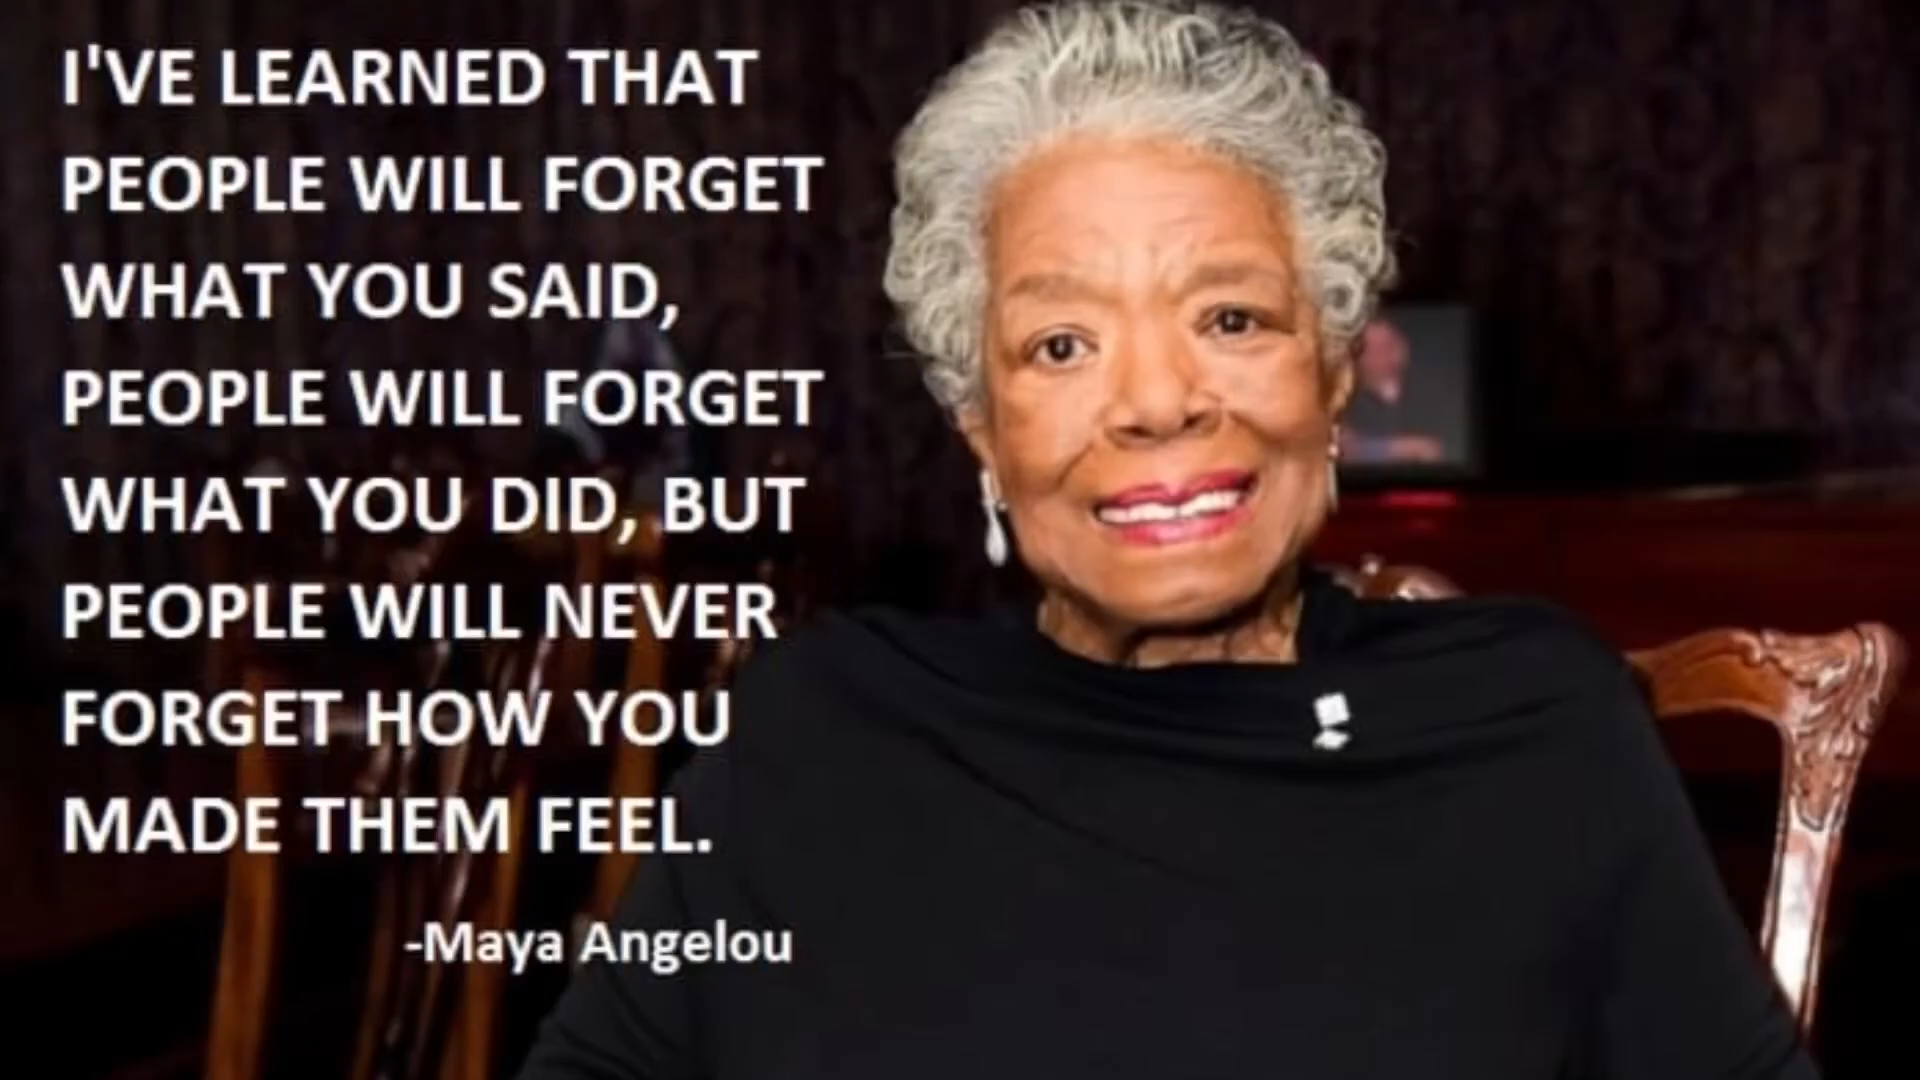 I'VE LEARNED THAT
PEOPLE WILL FORGET
WHAT YOU SAID,
PEOPLE WILL FORGET
WHAT YOU DID, BUT
PEOPLE WILL NEVER
FORGET HOW YOU
MADE THEM FEEL.
-Maya Angelou